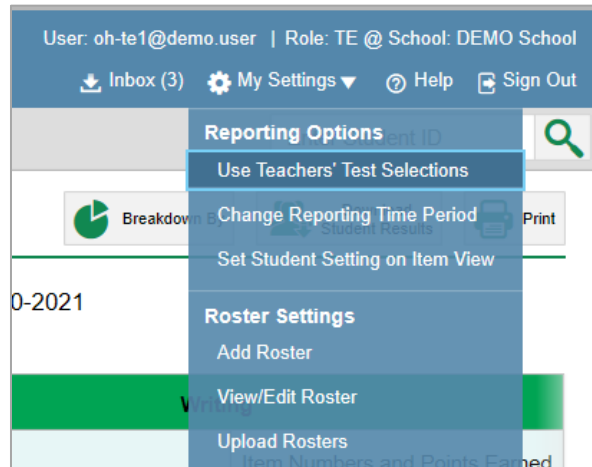 User: oh-te1@demo.user | Role: TE @ School: DEMO School
Inbox (3) My Settings ▼ Help Sign Out
Reporting Options
Student ID
Use Teachers' Test Selections
Breakdown By
Download
Student Results
Print
Change Reporting Time Period
Set Student Setting on Item View
0-2021
Roster Settings
Add Roster
Writing
View/Edit Roster
Upload Rosters
Item Numbers and Points Earned